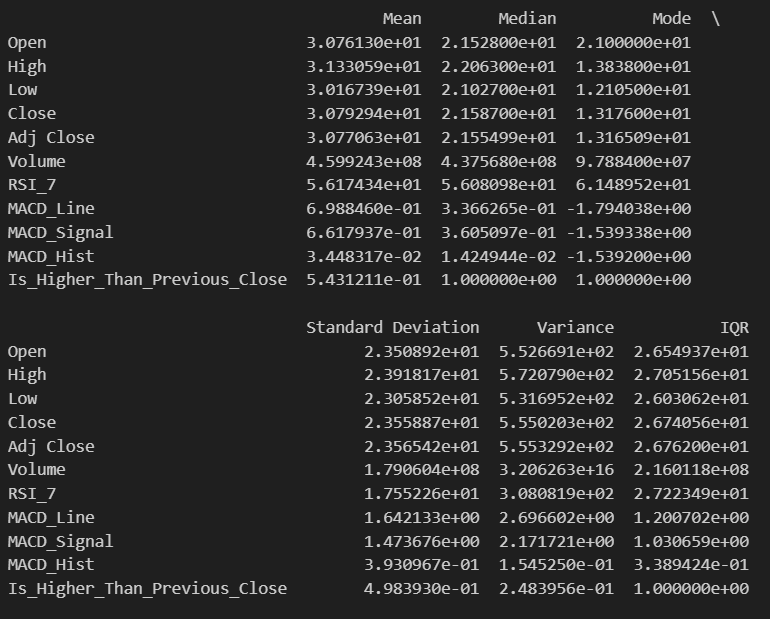 Mean Median Mode \
Open 3.076130e+01 2.152800e+01 2.100000e+01
High 3.133059e+01 2.206300e+01 1.383800e+01
Low 3.016739e+01 2.102700e+01 1.210500e+01
Close 3.079294e+01 2.158700e+01 1.317600e+01
Adj Close 3.077063e+01 2.155499e+01 1.316509e+01
Volume 4.599243e+08 4.375680e+08 9.788400e+07
RSI_7 5.617434e+01 5.608098e+01 6.148952e+01
MACD_Line 6.988460e-01 3.366265e-01 -1.794038e+00
MACD_Signal 6.617937e-01 3.605097e-01 -1.539338e+00
MACD_Hist 3.448317e-02 1.424944e-02 -1.539200e+00
Is_Higher_Than_Previous_Close 5.431211e-01 1.000000e+00 1.000000e+00
Standard Deviation Variance IQR
Open 2.350892e+01 5.526691e+02 2.654937e+01
High 2.391817e+01 5.720790e+02 2.705156e+01
Low 2.305852e+01 5.316952e+02 2.603062e+01
Close 2.355887e+01 5.550203e+02 2.674056e+01
Adj Close 2.356542e+01 5.553292e+02 2.676200e+01
Volume 1.790604e+08 3.206263e+16 2.160118e+08
RSI_7 1.755226e+01 3.080819e+02 2.722349e+01
MACD_Line 1.642133e+00 2.696602e+00 1.200702e+00
MACD_Signal 1.473676e+00 2.171721e+00 1.030659e+00
MACD_Hist 3.930967e-01 1.545250e-01 3.389424e-01
Is_Higher_Than_Previous_Close 4.983930e-01 2.483956e-01 1.000000e+00